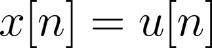 x[n] = u[n]